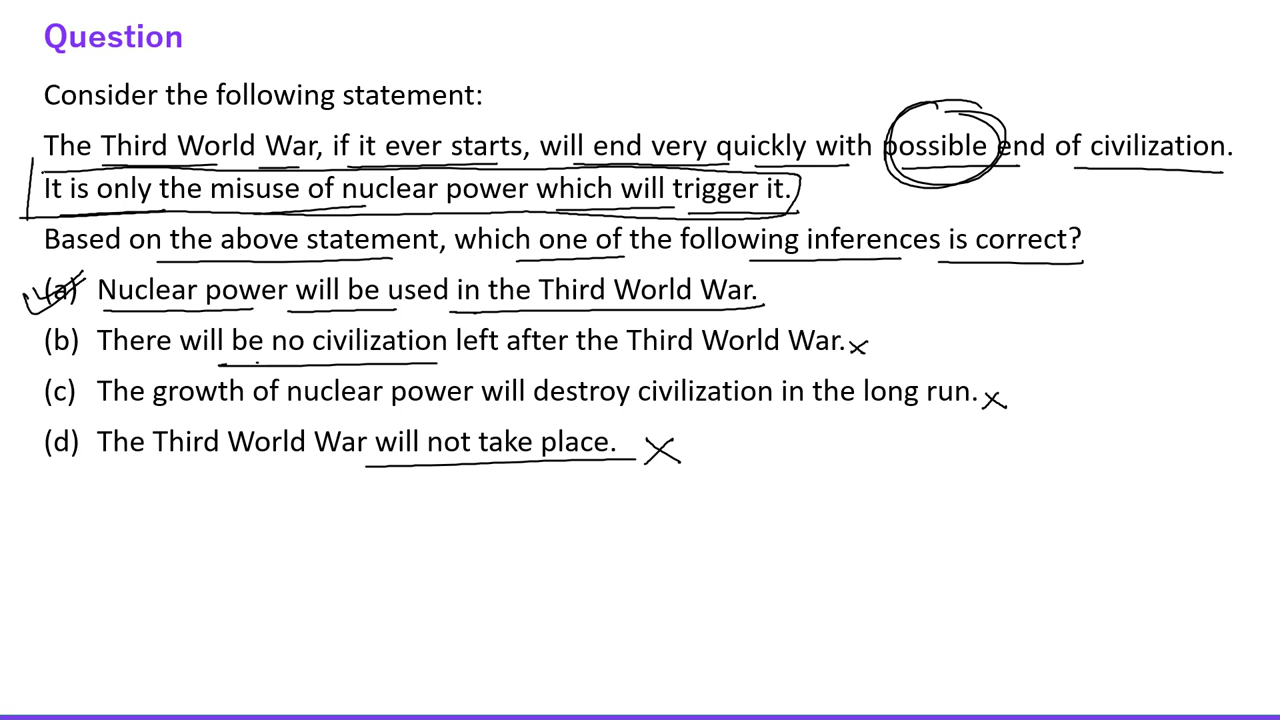 Question
Consider the following statement:
The Third World War, if it ever starts, will end very quickly with possible end of civilization.
It is only the misuse of nuclear power which will trigger it.
Based on the above statement, which one of the following inferences is correct?
(a) Nuclear power will be used in the Third World War.
(b) There will be no civilization left after the Third World War.
(c) The growth of nuclear power will destroy civilization in the long run.
(d) The Third World War will not take place.